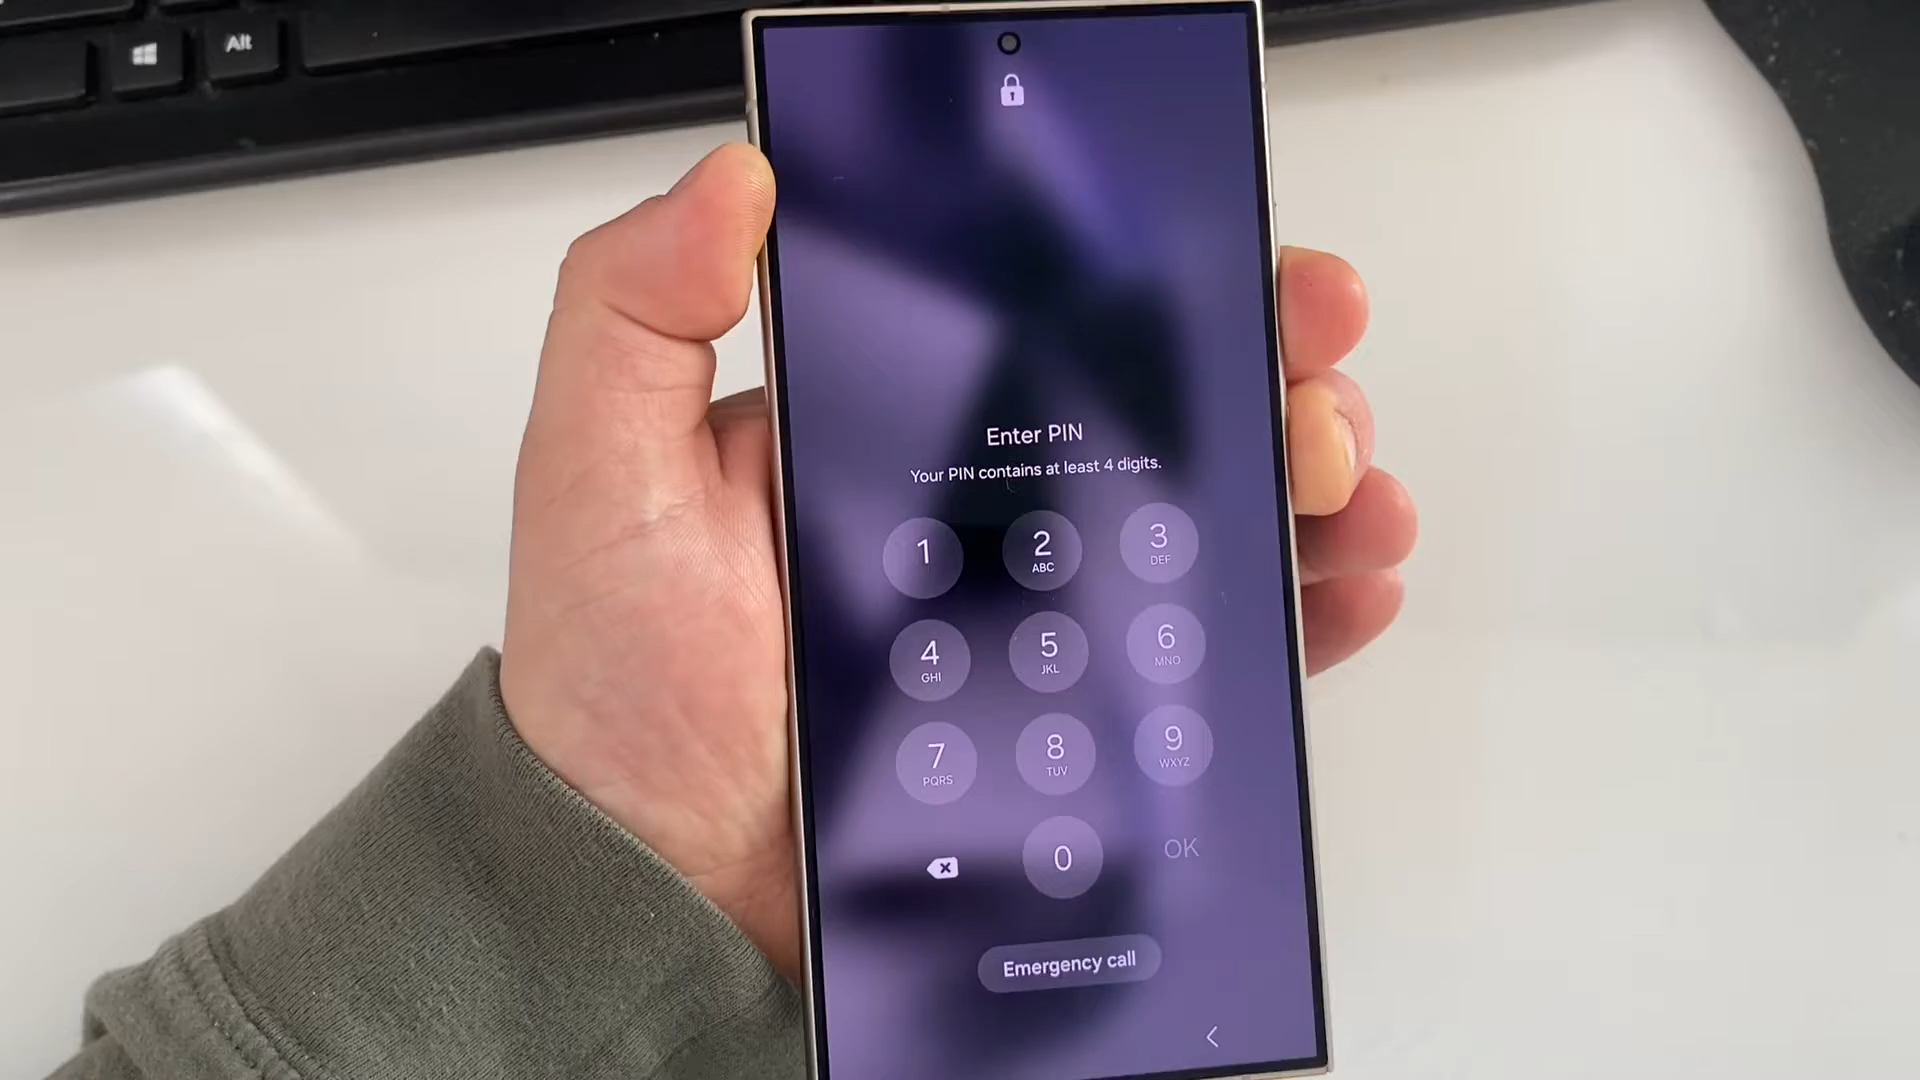 Alt
Enter PIN
Your PIN contains at least 4 digits.
1
2
ABC
3
DEF
4
GHI
5
JKL
6
MNO
7
PQRS
8
TUV
9
WXYZ
0
OK
Emergency call